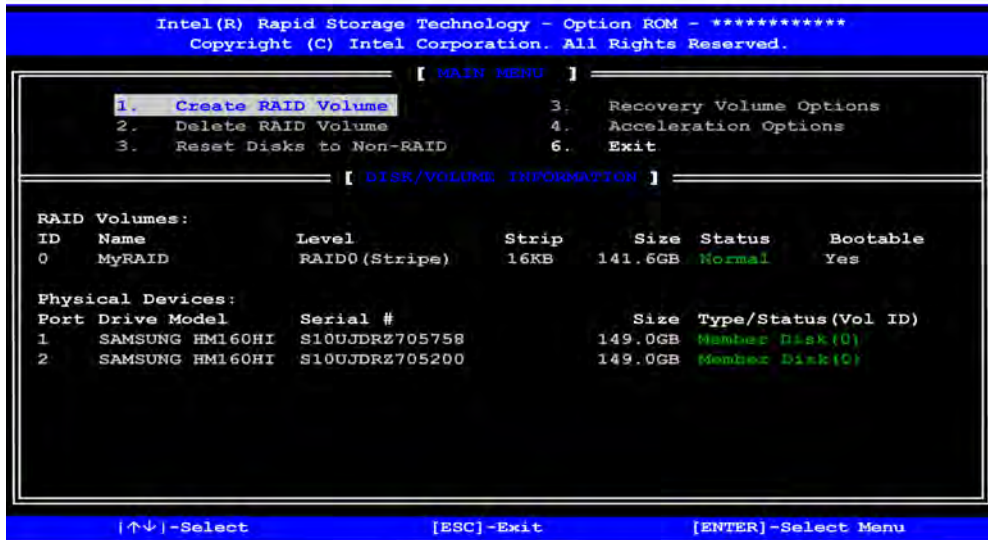 Intel(R) Rapid Storage Technology - Option ROM - ************
Copyright (C) Intel Corporation. All Rights Reserved.
[ MAIN MENU ]
1. Create RAID Volume 3. Recovery Volume Options
2. Delete RAID Volume 4. Acceleration Options
3. Reset Disks to Non-RAID 6. Exit
[ DISK/VOLUME INFORMATION ]
RAID Volumes:
ID Name Level Strip Size Status Bootable
0 MyRAID RAID0(Stripe) 16KB 141.6GB Normal Yes
Physical Devices:
Port Drive Model Serial # Size Type/Status(Vol ID)
1 SAMSUNG HM160HI S10UJDRZ705758 149.0GB Member Disk(0)
2 SAMSUNG HM160HI S10UJDRZ705200 149.0GB Member Disk(0)
[↑↓]-Select [ESC]-Exit [ENTER]-Select Menu